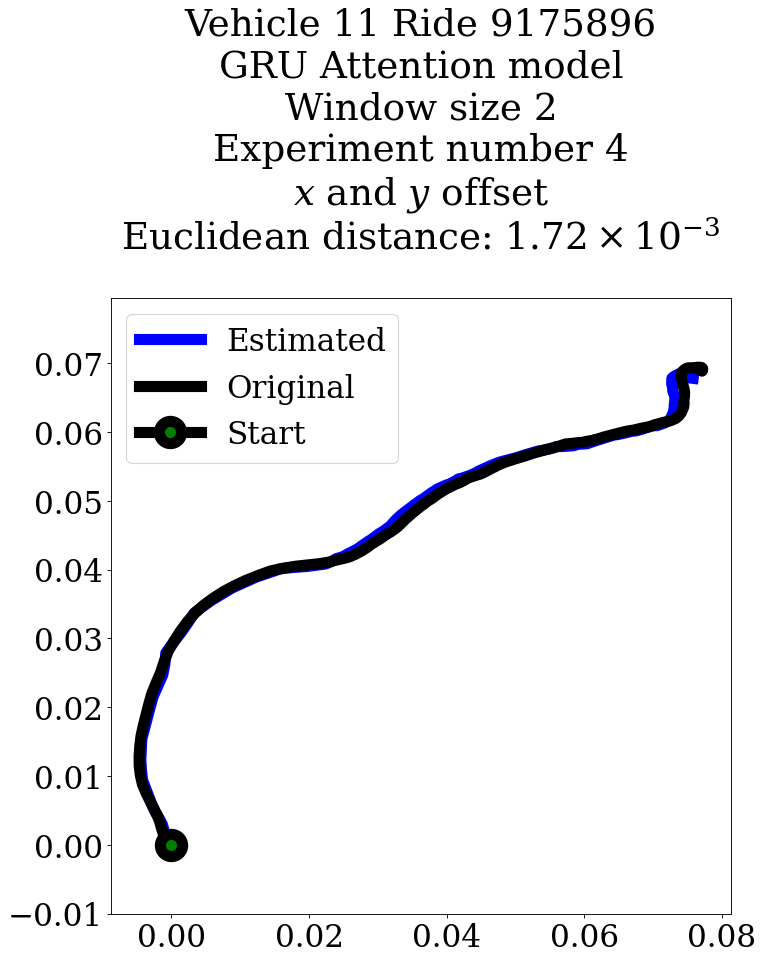 Vehicle 11 Ride 9175896
GRU Attention model
Window size 2
Experiment number 4
x and y offset
Euclidean distance: 1.72 × 10⁻³
Estimated
Original
Start
0.07
0.06
0.05
0.04
0.03
0.02
0.01
0.00
−0.01
0.00 0.02 0.04 0.06 0.08